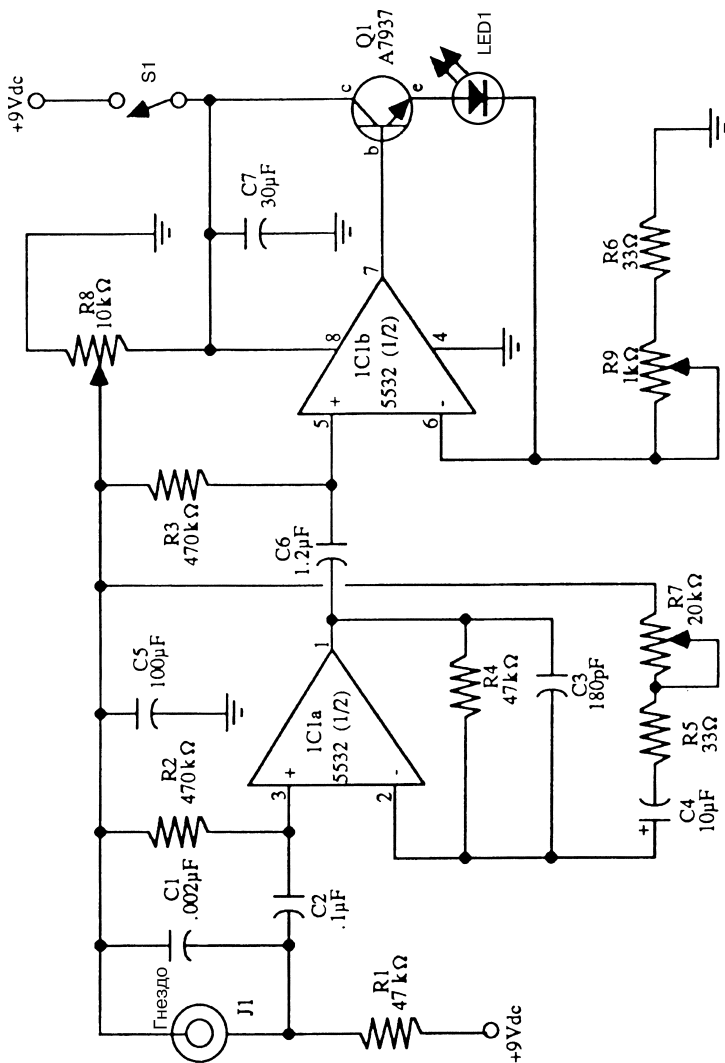 +9Vdc
S1
R8
10kΩ
C7
30µF
c
b
e
Q1
A7937
LED1
R3
470kΩ
C5
100µF
R2
470kΩ
C1
.002µF
Гнездо
J1
C2
.1µF
R1
47kΩ
+9Vdc
3
+
2
-
1C1a
5532 (1/2)
1
C6
1.2µF
5
+
6
-
8
1C1b
5532 (1/2)
4
7
R4
47kΩ
C3
180pF
+
C4
10µF
R5
33Ω
R7
20kΩ
R9
1kΩ
R6
33Ω